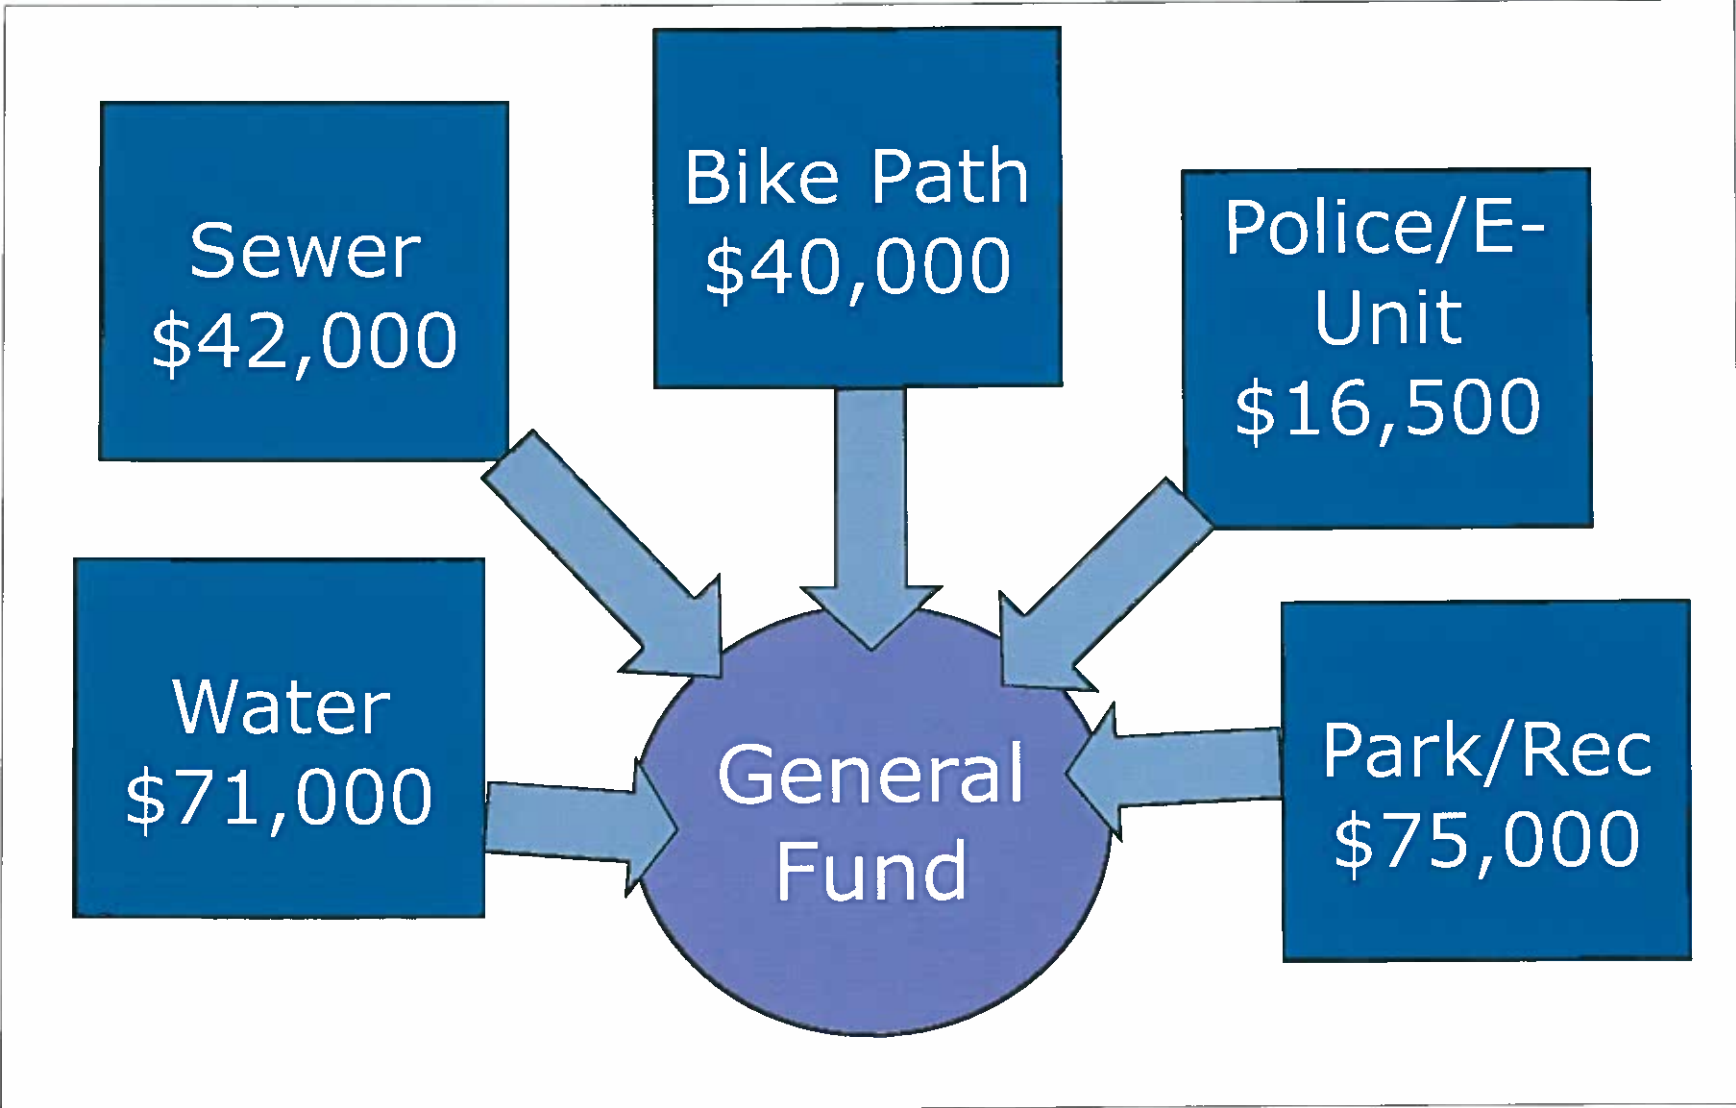 Bike Path
$40,000
Sewer
$42,000
Police/E-
Unit
$16,500
Water
$71,000
General
Fund
Park/Rec
$75,000